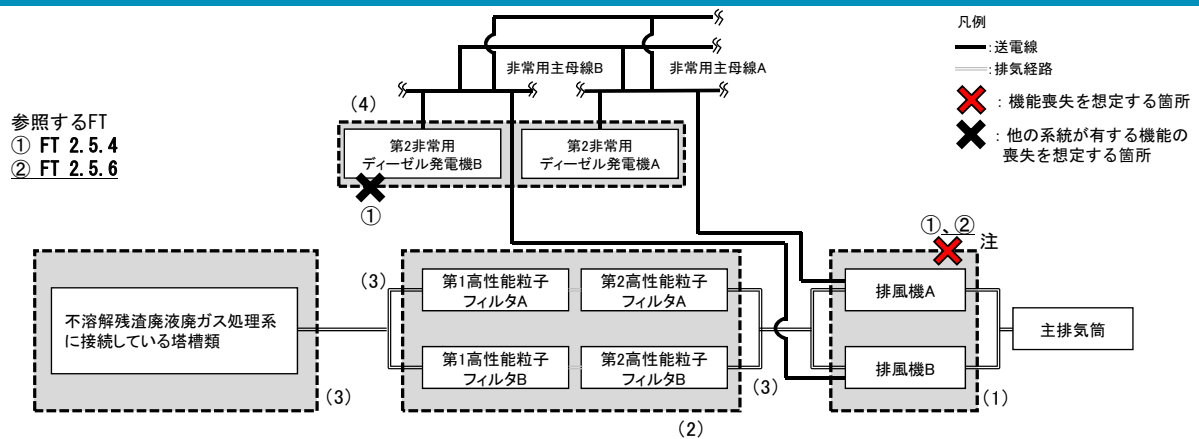 凡例
:送電線
:排気経路
: 機能喪失を想定する箇所
: 他の系統が有する機能の
喪失を想定する箇所
参照するFT
① FT 2.5.4
② FT 2.5.6
非常用主母線B
非常用主母線A
(4)
第2非常用
ディーゼル発電機B
第2非常用
ディーゼル発電機A
①
①、②
注
不溶解残渣廃液廃ガス処理系
に接続している塔槽類
(3)
(3)
第1高性能粒子
フィルタA
第2高性能粒子
フィルタA
第1高性能粒子
フィルタB
第2高性能粒子
フィルタB
(3)
(2)
排風機A
排風機B
(1)
主排気筒